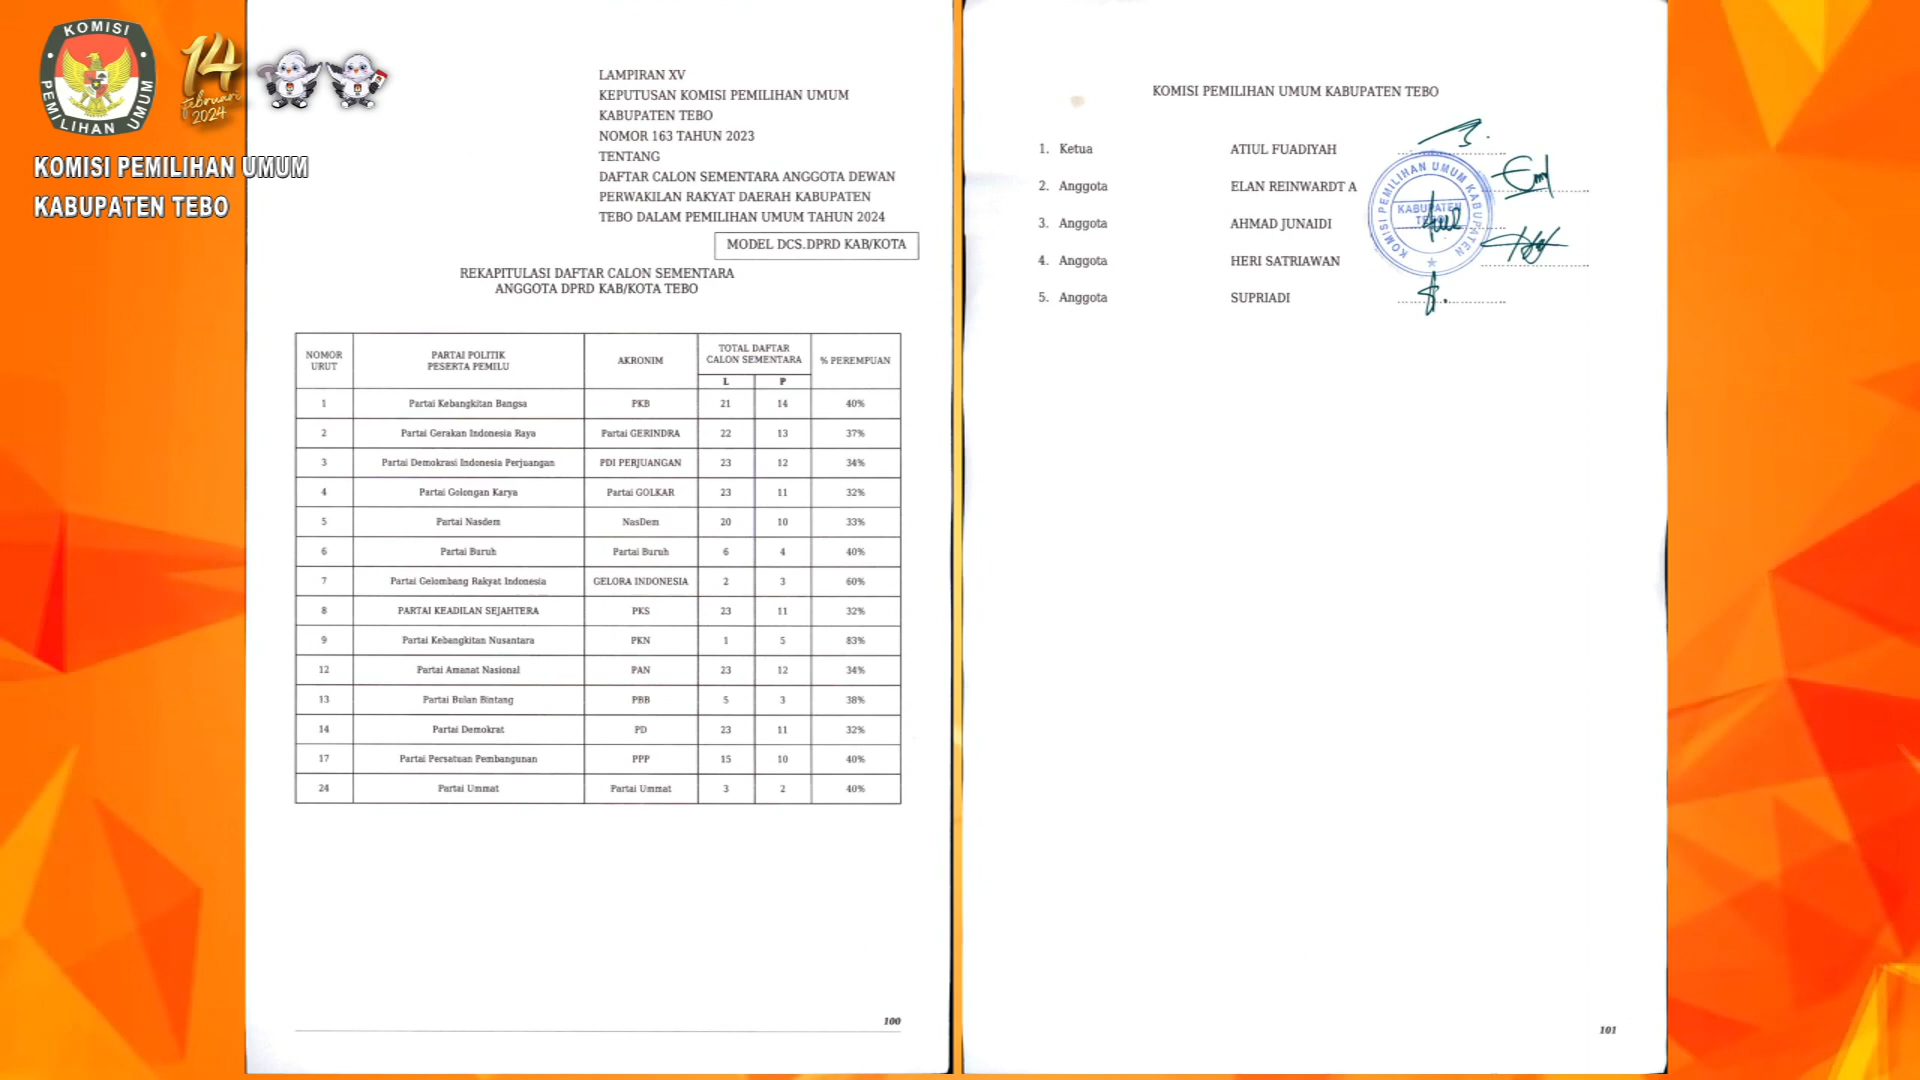 KOMISI PEMILIHAN UMUM
14 Februari 2024
KOMISI PEMILIHAN UMUM
KABUPATEN TEBO
LAMPIRAN XV
KEPUTUSAN KOMISI PEMILIHAN UMUM
KABUPATEN TEBO
NOMOR 163 TAHUN 2023
TENTANG
DAFTAR CALON SEMENTARA ANGGOTA DEWAN
PERWAKILAN RAKYAT DAERAH KABUPATEN
TEBO DALAM PEMILIHAN UMUM TAHUN 2024
MODEL DCS.DPRD KAB/KOTA
REKAPITULASI DAFTAR CALON SEMENTARA
ANGGOTA DPRD KAB/KOTA TEBO
NOMOR URUT PARTAI POLITIK PESERTA PEMILU AKRONIM TOTAL DAFTAR CALON SEMENTARA % PEREMPUAN
L P
1 Partai Kebangkitan Bangsa PKB 21 14 40%
2 Partai Gerakan Indonesia Raya Partai GERINDRA 22 13 37%
3 Partai Demokrasi Indonesia Perjuangan PDI PERJUANGAN 23 12 34%
4 Partai Golongan Karya Partai GOLKAR 23 11 32%
5 Partai Nasdem NasDem 20 10 33%
6 Partai Buruh Partai Buruh 6 4 40%
7 Partai Gelombang Rakyat Indonesia GELORA INDONESIA 2 3 60%
8 PARTAI KEADILAN SEJAHTERA PKS 23 11 32%
9 Partai Kebangkitan Nusantara PKN 1 5 83%
12 Partai Amanat Nasional PAN 23 12 34%
13 Partai Bulan Bintang PBB 5 3 38%
14 Partai Demokrat PD 23 11 32%
17 Partai Persatuan Pembangunan PPP 15 10 40%
24 Partai Ummat Partai Ummat 3 2 40%
100
KOMISI PEMILIHAN UMUM KABUPATEN TEBO
1. Ketua ATIUL FUADIYAH
2. Anggota ELAN REINWARDT A
3. Anggota AHMAD JUNAIDI
4. Anggota HERI SATRIAWAN
5. Anggota SUPRIADI
KOMISI PEMILIHAN UMUM KABUPATEN
KABUPATEN
TEBO
101